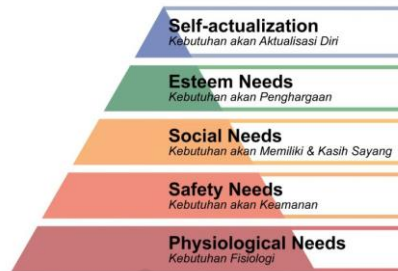 Self-actualization
Kebutuhan akan Aktualisasi Diri
Esteem Needs
Kebutuhan akan Penghargaan
Social Needs
Kebutuhan akan Memiliki & Kasih Sayang
Safety Needs
Kebutuhan akan Keamanan
Physiological Needs
Kebutuhan Fisiologi